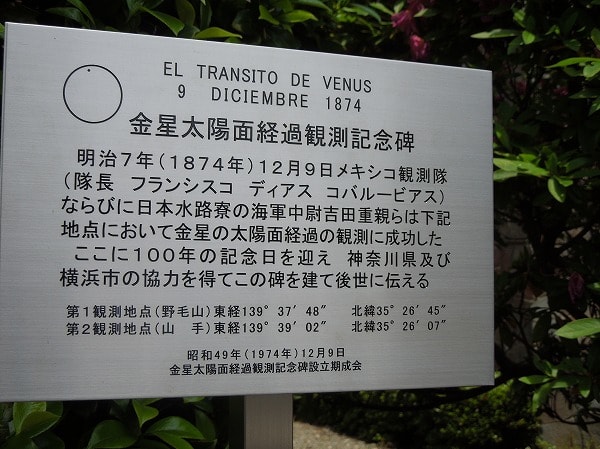 EL TRANSITO DE VENUS
9 DICIEMBRE 1874
金星太陽面経過観測記念碑
明治7年(1874年)12月9日メキシコ観測隊
(隊長 フランシスコ ディアス コバルービアス)
ならびに日本水路寮の海軍中尉吉田重親らは下記
地点において金星の太陽面経過の観測に成功した
ここに100年の記念日を迎え 神奈川県及び
横浜市の協力を得てこの碑を建て後世に伝える
第1観測地点(野毛山)東経139°37′48″ 北緯35°26′45″
第2観測地点(山 手)東経139°39′02″ 北緯35°26′07″
昭和49年(1974年)12月9日
金星太陽面経過観測記念碑設立期成会